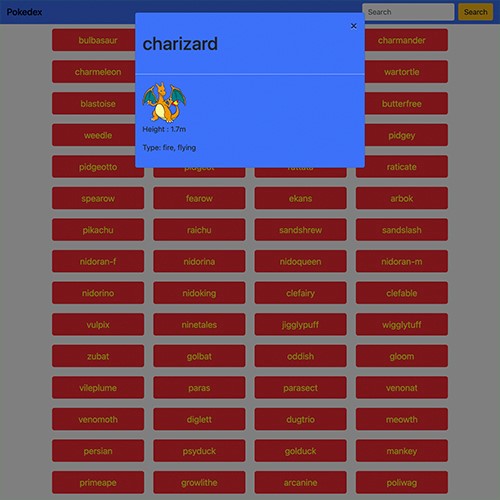 Pokedex Search Search
×
charizard
Height : 1.7m
Type: fire, flying
bulbasaur charmander
charmeleon wartortle
blastoise butterfree
weedle pidgey
pidgeotto pidgeot rattata raticate
spearow fearow ekans arbok
pikachu raichu sandshrew sandslash
nidoran-f nidorina nidoqueen nidoran-m
nidorino nidoking clefairy clefable
vulpix ninetales jigglypuff wigglytuff
zubat golbat oddish gloom
vileplume paras parasect venonat
venomoth diglett dugtrio meowth
persian psyduck golduck mankey
primeape growlithe arcanine poliwag